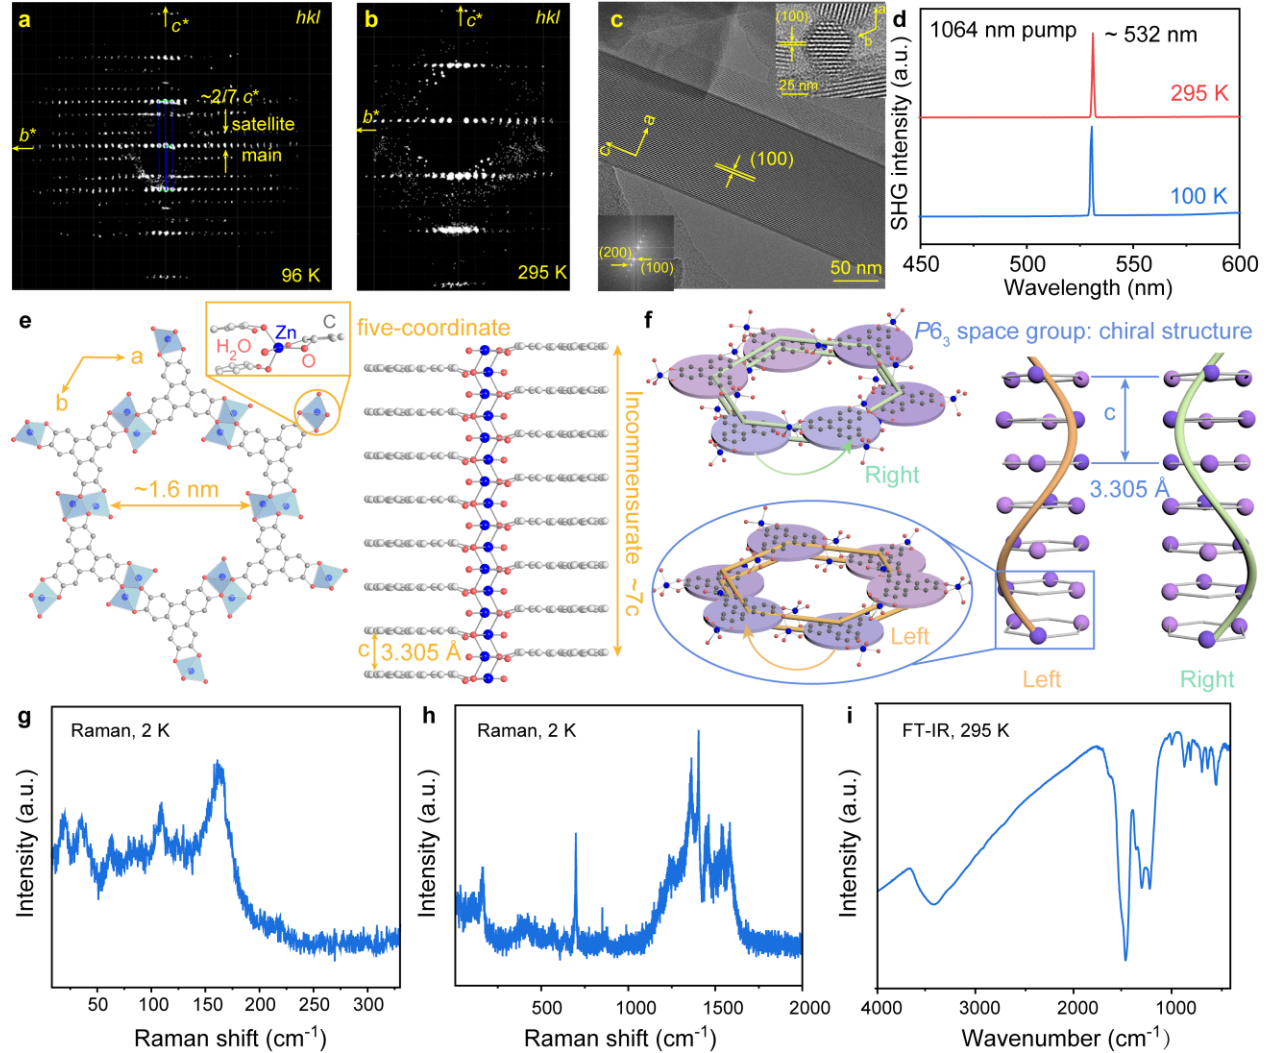 a
c*
hkl
~2/7 c*
b*
satellite
main
96 K
b
c*
hkl
b*
295 K
c
(100)
a
b
25 nm
a
c
(100)
(200)
(100)
50 nm
d
1064 nm pump
~ 532 nm
295 K
100 K
SHG intensity (a.u.)
450
500
550
600
Wavelength (nm)
e
a
b
Zn
C
H2O
O
five-coordinate
~1.6 nm
Incommensurate ~7c
c
3.305 Å
f
P63 space group: chiral structure
Right
Left
c
3.305 Å
Left
Right
g
Raman, 2 K
Intensity (a.u.)
50
100
150
200
250
300
Raman shift (cm-1)
h
Raman, 2 K
Intensity (a.u.)
500
1000
1500
2000
Raman shift (cm-1)
i
FT-IR, 295 K
Intensity (a.u.)
4000
3000
2000
1000
Wavenumber (cm-1)